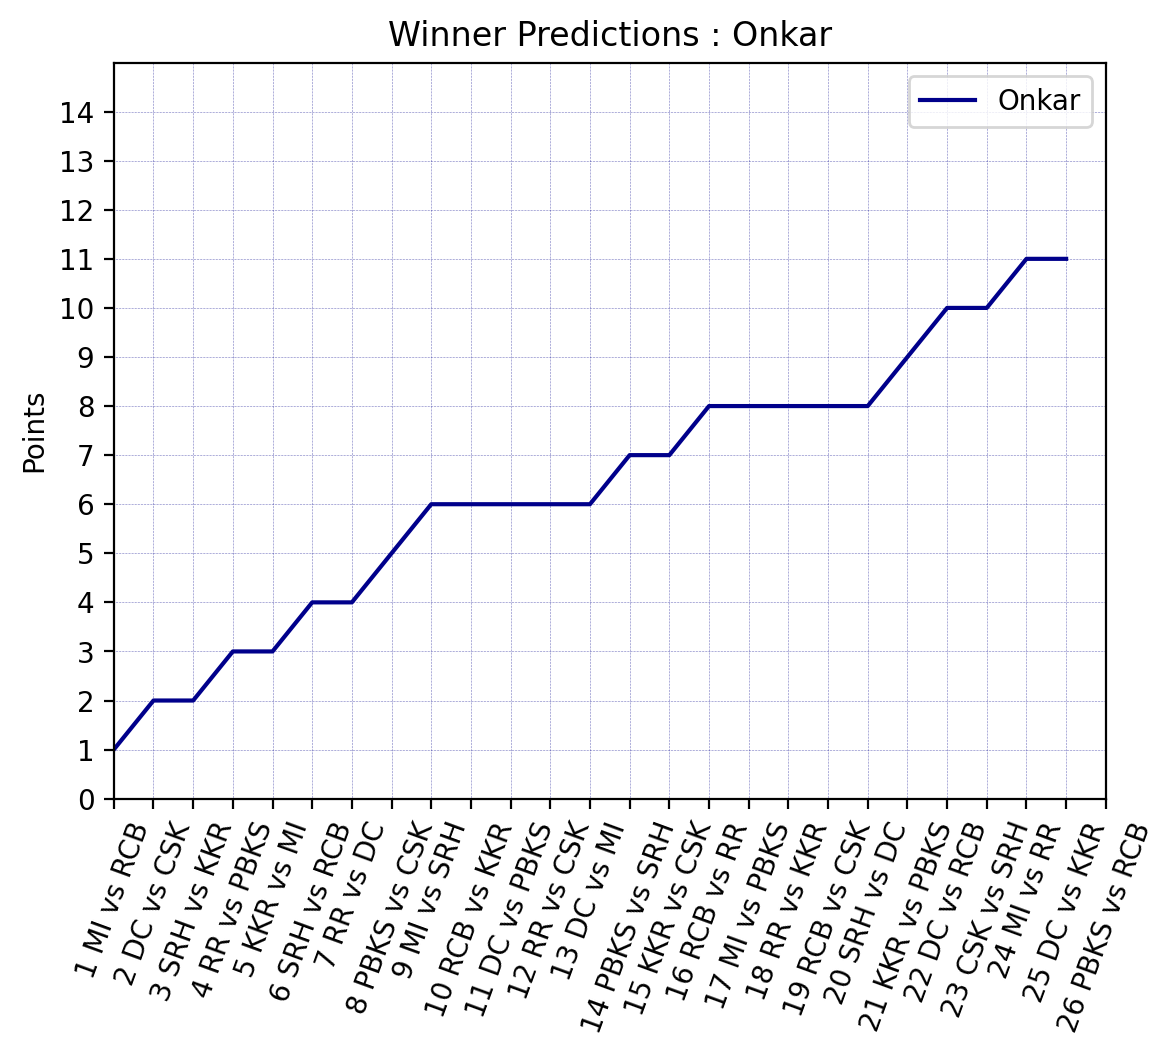 Winner Predictions : Onkar
Onkar
14
13
12
11
10
9
8
7
6
5
4
3
2
1
0
Points
1 MI vs RCB
2 DC vs CSK
3 SRH vs KKR
4 RR vs PBKS
5 KKR vs MI
6 SRH vs RCB
7 RR vs DC
8 PBKS vs CSK
9 MI vs SRH
10 RCB vs KKR
11 DC vs PBKS
12 RR vs CSK
13 DC vs MI
14 PBKS vs SRH
15 KKR vs CSK
16 RCB vs RR
17 MI vs PBKS
18 RR vs KKR
19 RCB vs CSK
20 SRH vs DC
21 KKR vs PBKS
22 DC vs RCB
23 CSK vs SRH
24 MI vs RR
25 DC vs KKR
26 PBKS vs RCB